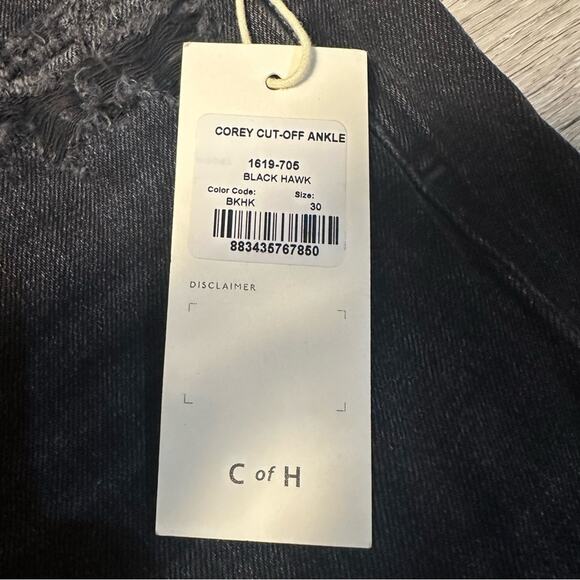 COREY CUT-OFF ANKLE
1619-705
BLACK HAWK
Color Code: Size:
BKHK 30
883435767850
DISCLAIMER
C of H